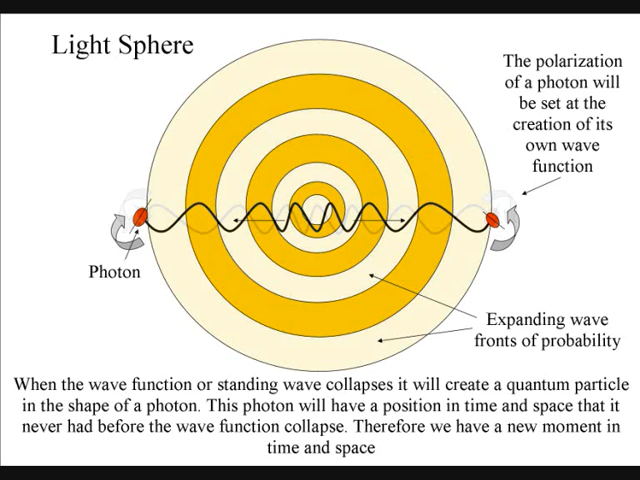 Light Sphere
The polarization
of a photon will
be set at the
creation of its
own wave
function
Photon
Expanding wave
fronts of probability
When the wave function or standing wave collapses it will create a quantum particle
in the shape of a photon. This photon will have a position in time and space that it
never had before the wave function collapse. Therefore we have a new moment in
time and space